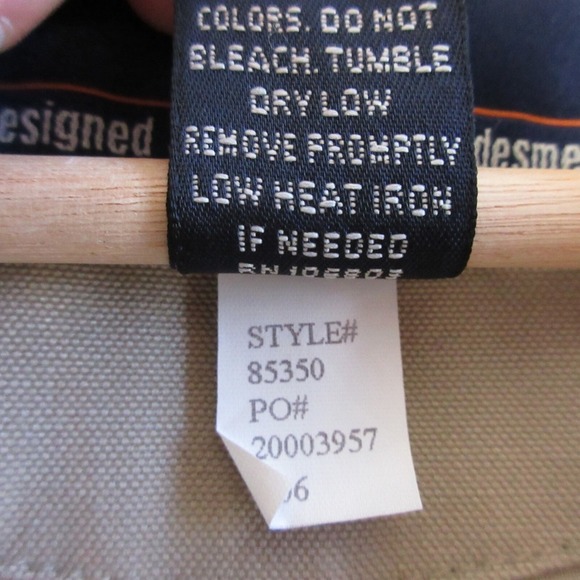 COLORS. DO NOT
BLEACH. TUMBLE
DRY LOW
REMOVE PROMPTLY
LOW HEAT IRON
IF NEEDED
esigned
desme
STYLE#
85350
PO#
20003957
06